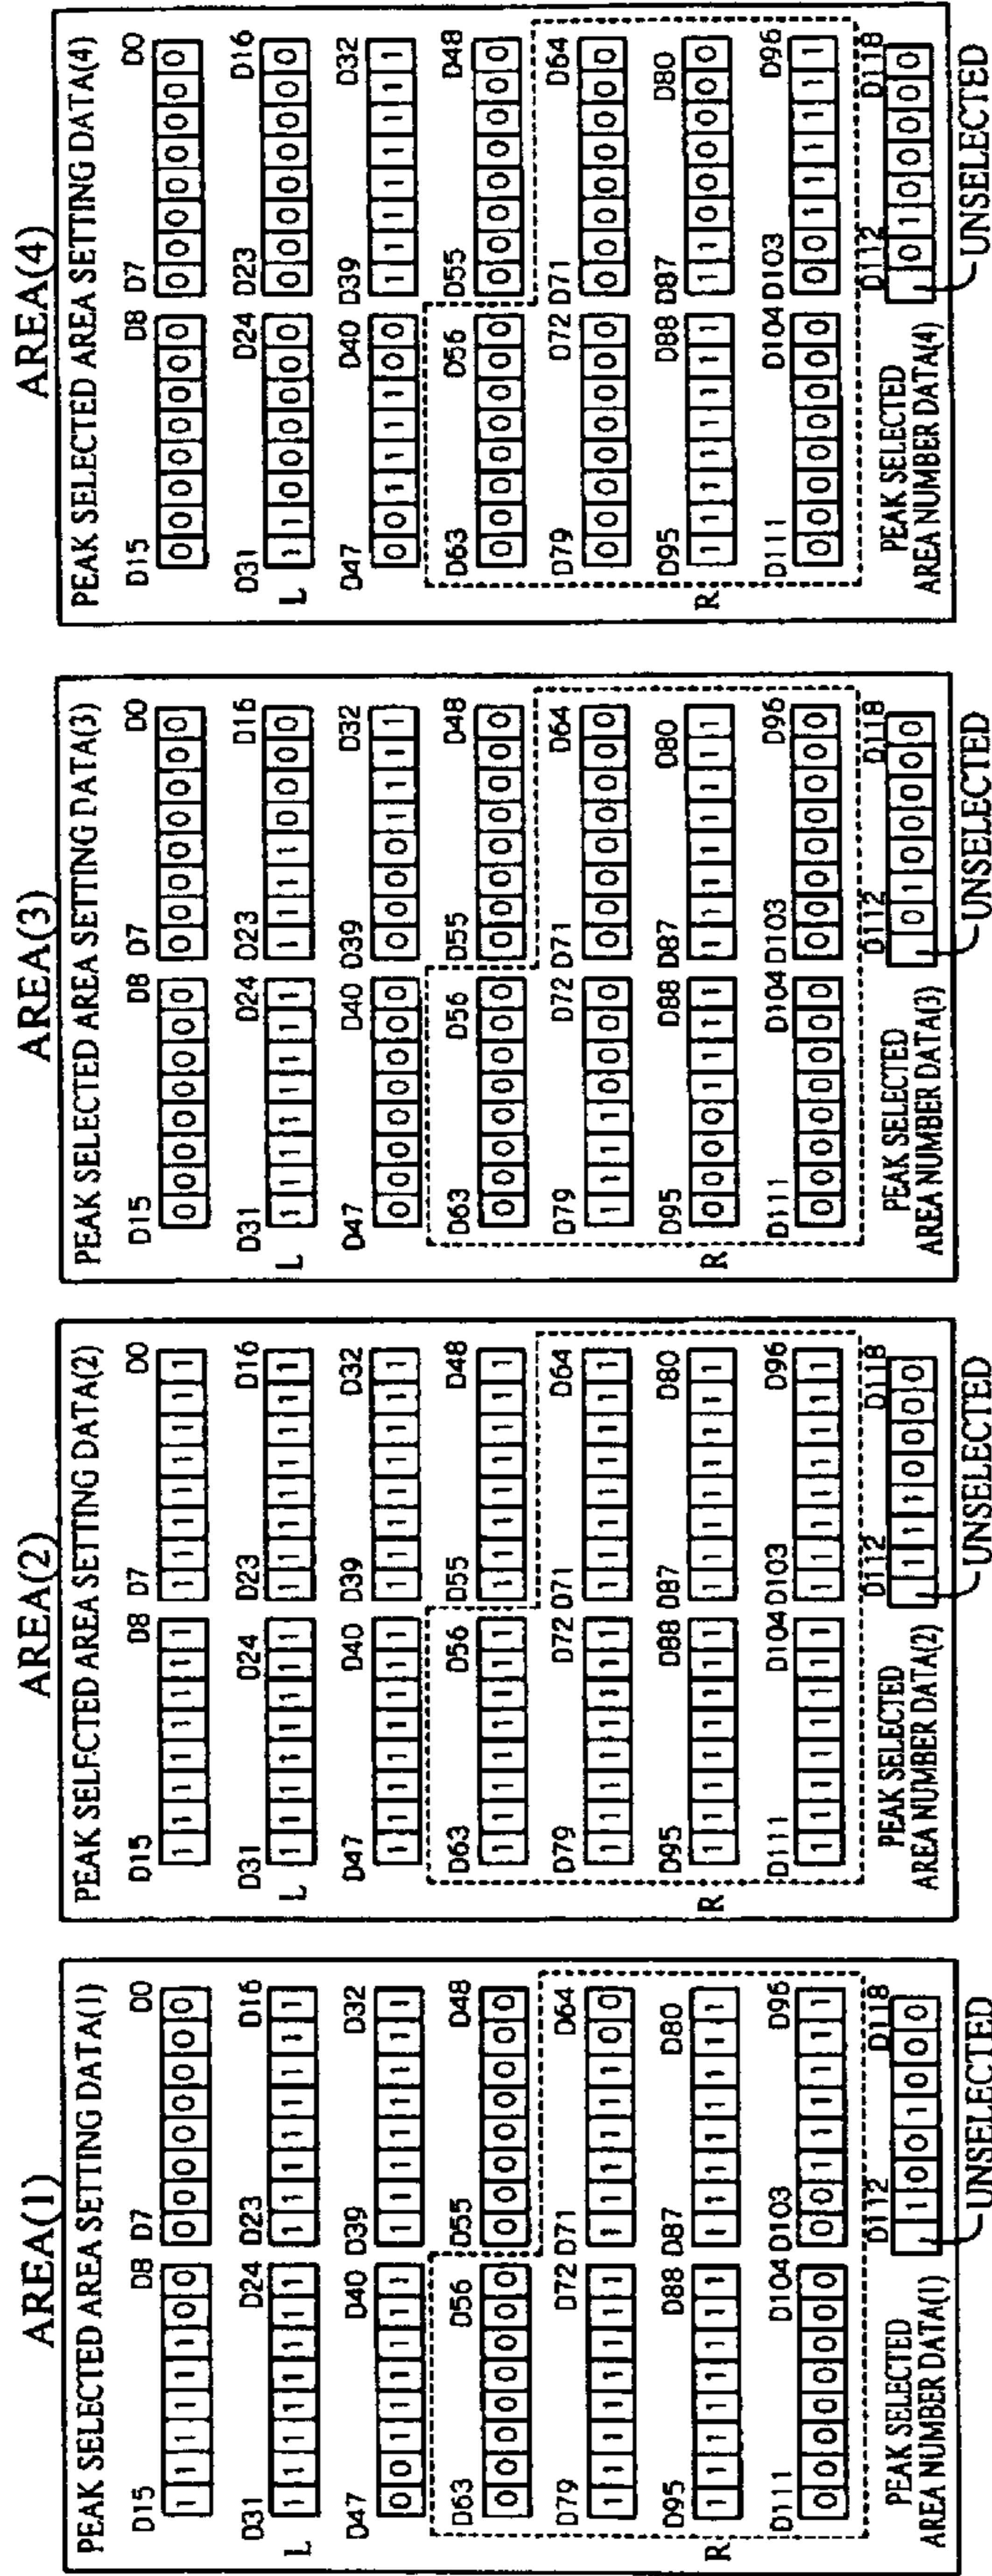 AREA(1)
PEAK SELECTED AREA SETTING DATA(1)
D15 D8 D7 D0
1 1 1 1 1 1 0 0 0 0 0 0 0 0 0 0
D31 D24 D23 D16
1 1 1 1 1 1 1 1 1 1 1 1 1 1 1 1
L
D47 D40 D39 D32
0 0 1 1 1 1 1 1 1 1 1 1 1 1 1 1
D63 D56 D55 D48
0 0 0 0 0 0 0 0 0 0 0 0 0 0 0 0
D79 D72 D71 D64
1 1 1 1 1 1 1 1 1 1 1 1 1 1 0 0
D95 D88 D87 D80
1 1 1 1 1 1 1 1 1 1 1 1 1 1 1 1
R
D111 D104 D103 D96
0 0 0 0 0 0 0 0 0 0 1 1 1 1 1 1
D112 D118
PEAK SELECTED
AREA NUMBER DATA(1)
1 0 0 1 0 0 0
UNSELECTED
AREA(2)
PEAK SELECTED AREA SETTING DATA(2)
D15 D8 D7 D0
1 1 1 1 1 1 1 1 1 1 1 1 1 1 1 1
D31 D24 D23 D16
1 1 1 1 1 1 1 1 1 1 1 1 1 1 1 1
L
D47 D40 D39 D32
1 1 1 1 1 1 1 1 1 1 1 1 1 1 1 1
D63 D56 D55 D48
1 1 1 1 1 1 1 1 1 1 1 1 1 1 1 1
D79 D72 D71 D64
1 1 1 1 1 1 1 1 1 1 1 1 1 1 1 1
D95 D88 D87 D80
1 1 1 1 1 1 1 1 1 1 1 1 1 1 1 1
R
D111 D104 D103 D96
1 1 1 1 1 1 1 1 1 1 1 1 1 1 1 1
D112 D118
PEAK SELECTED
AREA NUMBER DATA(2)
1 1 1 0 0 0 0
UNSELECTED
AREA(3)
PEAK SELECTED AREA SETTING DATA(3)
D15 D8 D7 D0
0 0 0 0 0 0 0 0 0 0 0 0 0 0 0 0
D31 D24 D23 D16
1 1 1 1 1 1 1 1 1 1 1 1 0 0 0 0
L
D47 D40 D39 D32
0 0 0 0 0 0 0 0 0 0 0 0 1 1 1 1
D63 D56 D55 D48
0 0 0 0 0 0 0 0 0 0 0 0 0 0 0 0
D79 D72 D71 D64
1 1 1 1 0 0 0 0 0 0 0 0 0 0 0 0
D95 D88 D87 D80
0 0 0 0 1 1 1 1 1 1 1 1 1 1 1 1
R
D111 D104 D103 D96
0 0 0 0 0 0 0 0 0 0 0 0 0 0 0 0
D112 D118
PEAK SELECTED
AREA NUMBER DATA(3)
0 1 0 0 0 0 0
UNSELECTED
AREA(4)
PEAK SELECTED AREA SETTING DATA(4)
D15 D8 D7 D0
0 0 0 0 0 0 0 0 0 0 0 0 0 0 0 0
D31 D24 D23 D16
1 1 0 0 0 0 0 0 0 0 0 0 0 0 0 0
L
D47 D40 D39 D32
0 0 1 1 1 1 0 0 1 1 1 1 1 1 1 1
D63 D56 D55 D48
0 0 0 0 0 0 0 0 0 0 0 0 0 0 0 0
D79 D72 D71 D64
0 0 0 0 0 0 0 0 0 0 0 0 0 0 0 0
D95 D88 D87 D80
1 1 1 1 1 1 1 1 1 1 0 0 0 0 0 0
R
D111 D104 D103 D96
0 0 0 0 0 0 0 0 0 0 1 1 1 1 1 1
D112 D118
PEAK SELECTED
AREA NUMBER DATA(4)
0 1 0 0 0 0 0
UNSELECTED